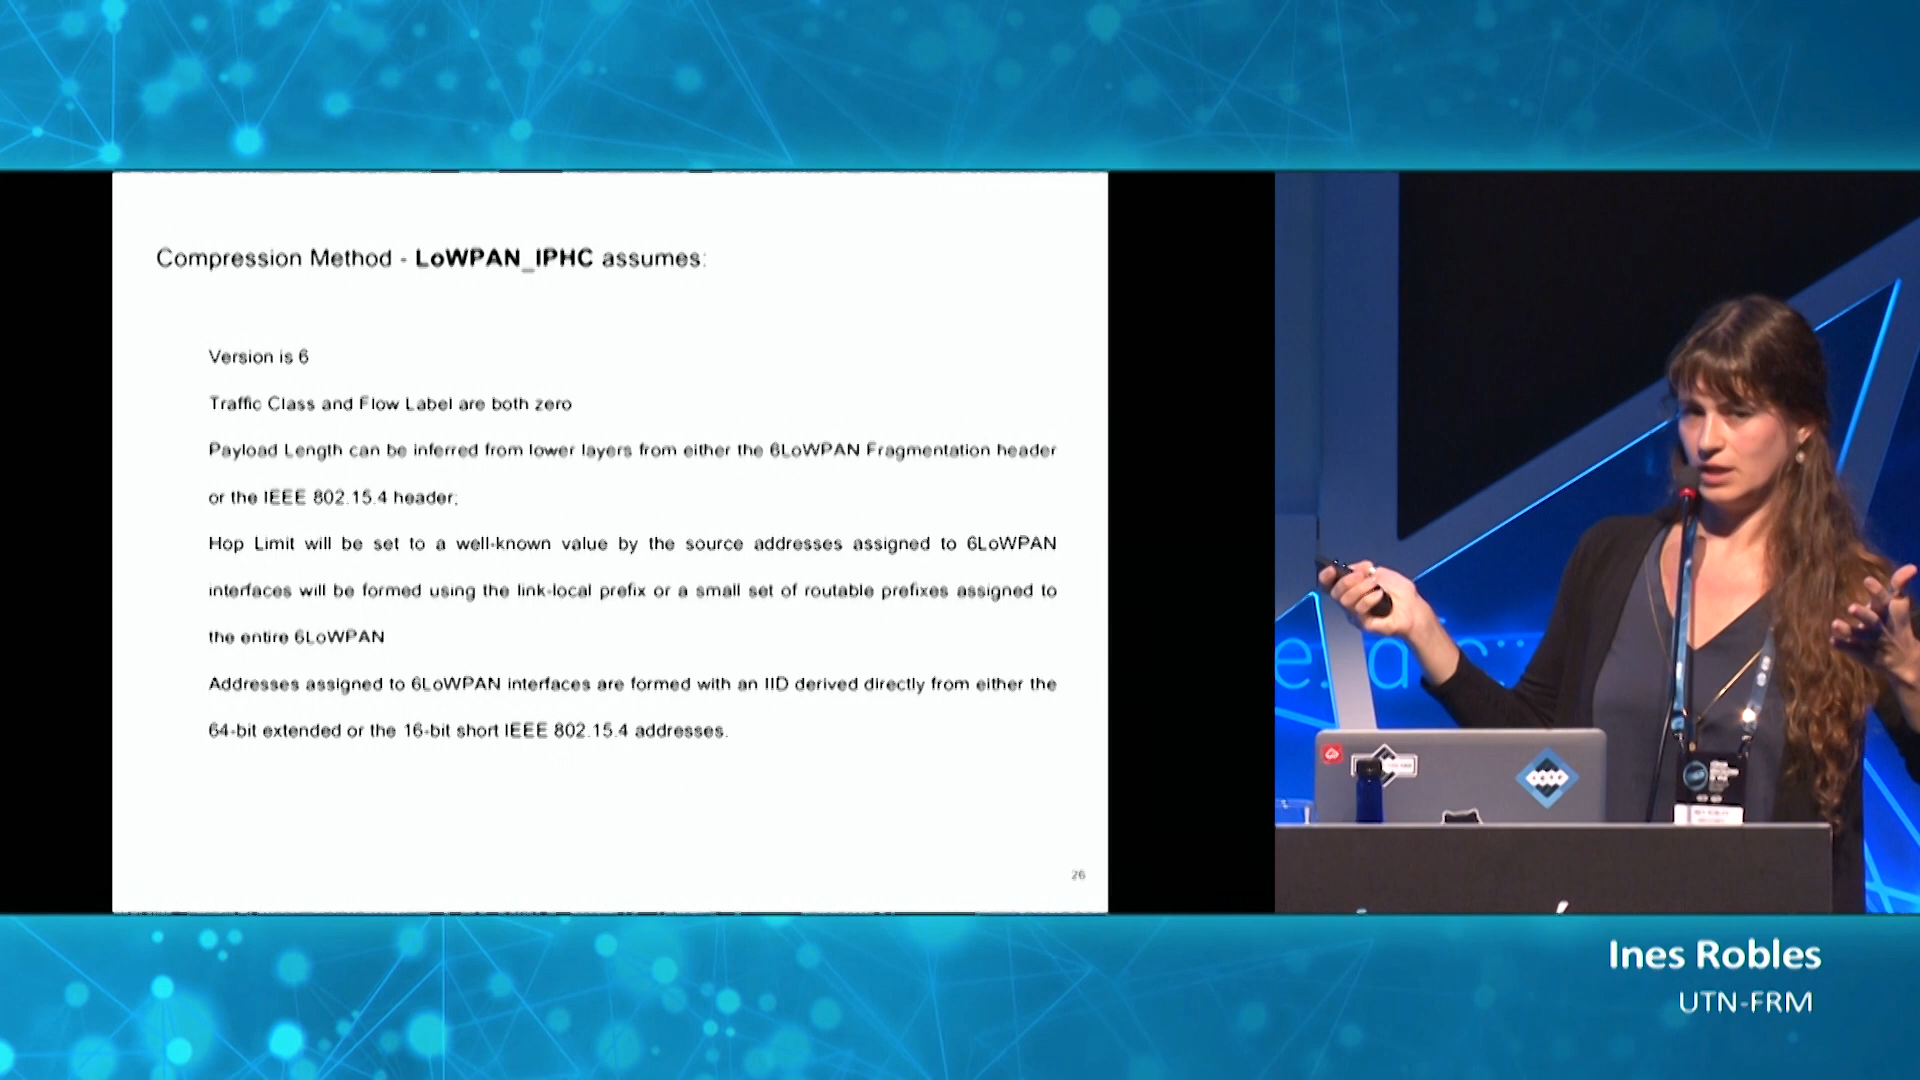 Compression Method - LoWPAN_IPHC assumes:
Version is 6
Traffic Class and Flow Label are both zero
Payload Length can be inferred from lower layers from either the 6LoWPAN Fragmentation header
or the IEEE 802.15.4 header;
Hop Limit will be set to a well-known value by the source addresses assigned to 6LoWPAN
interfaces will be formed using the link-local prefix or a small set of routable prefixes assigned to
the entire 6LoWPAN
Addresses assigned to 6LoWPAN interfaces are formed with an IID derived directly from either the
64-bit extended or the 16-bit short IEEE 802.15.4 addresses.
26
Ines Robles
UTN-FRM